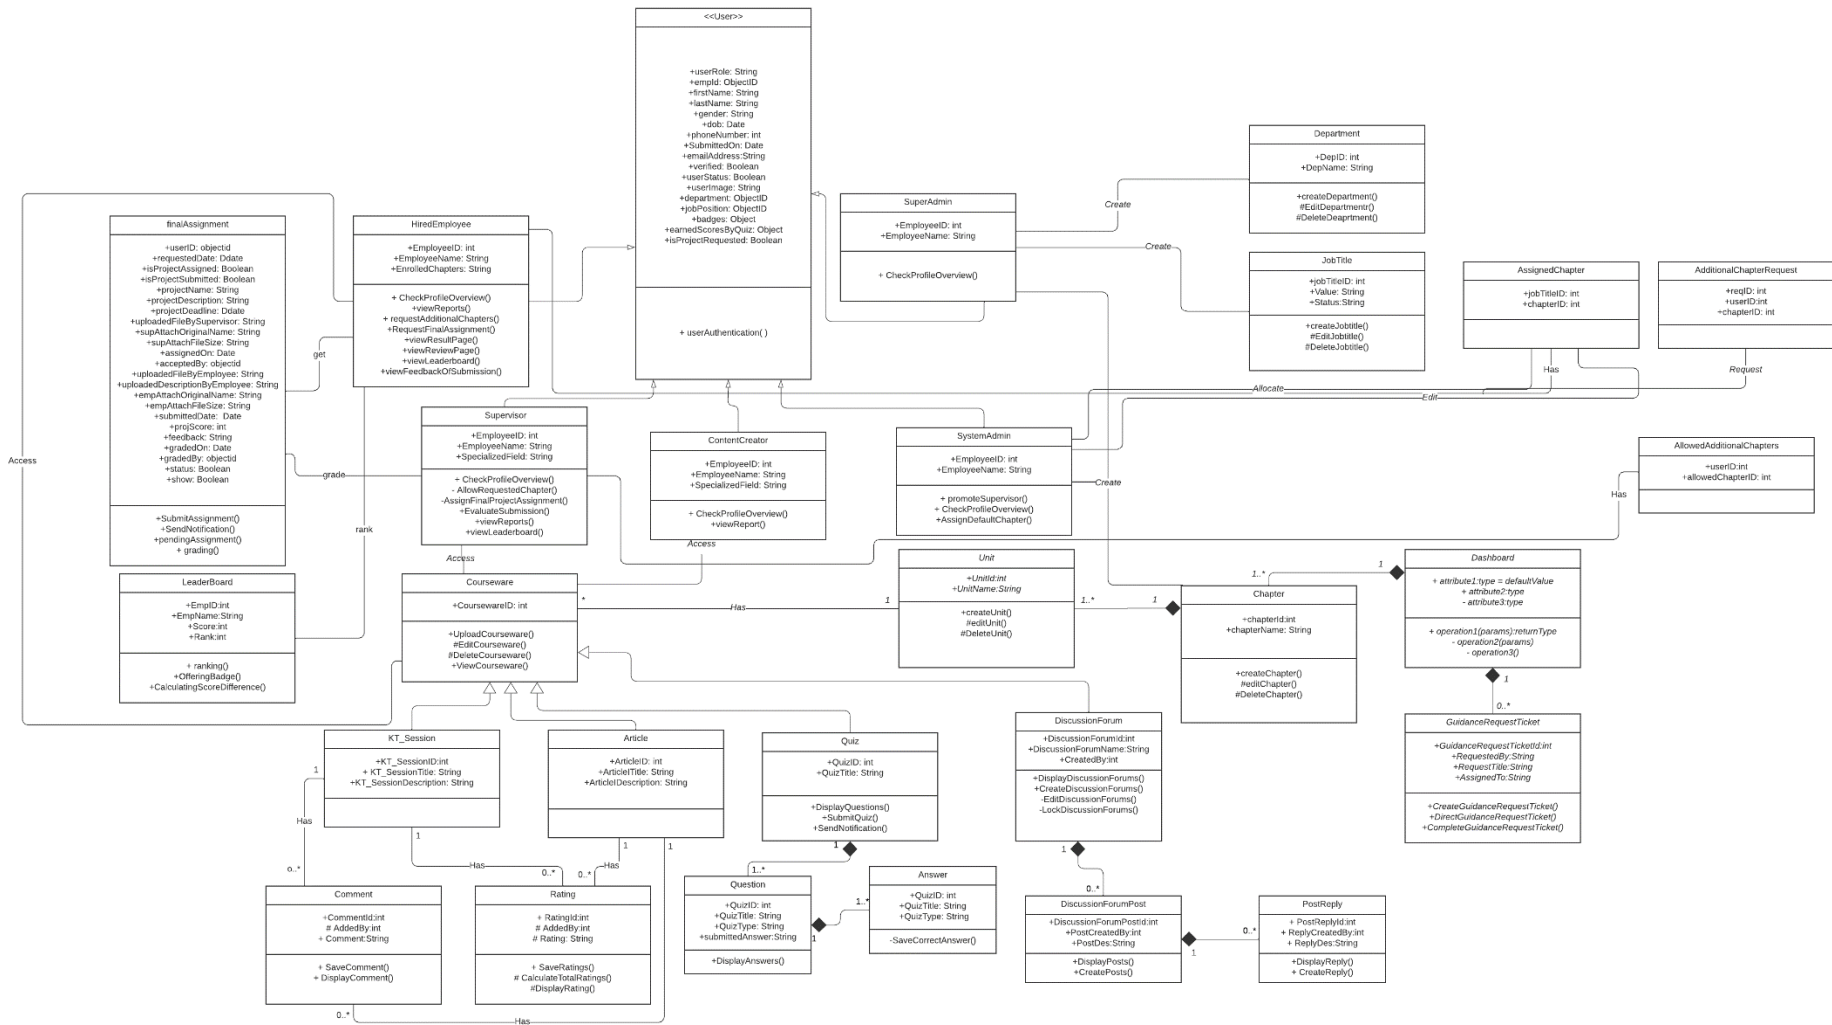 <<User>>
+userRole: String
+empId: ObjectID
+firstName: String
+lastName: String
+gender: String
+dob: Date
+phoneNumber: int
+SubmittedOn: Date
+emailAddress:String
+verified: Boolean
+userStatus: Boolean
+userImage: String
+department: ObjectID
+jobPosition: ObjectID
+badges: Object
+earnedScoresByQuiz: Object
+isProjectRequested: Boolean
+ userAuthentication( )
Department
+DepID: int
+DepName: String
+createDepartment()
#EditDepartmentr()
#DeleteDeaprtment()
SuperAdmin
+EmployeeID: int
+EmployeeName: String
+ CheckProfileOverview()
Create
Create
JobTitle
+jobTitleID: int
+Value: String
+Status:String
+createJobtitle()
#EditJobtitle()
#DeleteJobtitle()
AssignedChapter
+jobTitleID: int
+chapterID: int
AdditionalChapterRequest
+reqID: int
+userID:int
+chapterID: int
Has
Request
Allocate
Edit
finalAssignment
+userID: objectid
+requestedDate: Ddate
+isProjectAssigned: Boolean
+isProjectSubmitted: Boolean
+projectName: String
+projectDescription: String
+projectDeadline: Ddate
+uploadedFileBySupervisor: String
+supAttachOriginalName: String
+supAttachFileSize: String
+assignedOn: Date
+acceptedBy: objectid
+uploadedFileByEmployee: String
+uploadedDescriptionByEmployee: String
+empAttachOriginalName: String
+empAttachFileSize: String
+submittedDate:  Date
+projScore: int
+feedback: String
+gradedOn: Date
+gradedBy: objectid
+status: Boolean
+show: Boolean
+SubmitAssignment()
+SendNotification()
+pendingAssignment()
+ grading()
HiredEmployee
+EmployeeID: int
+EmployeeName: String
+EnrolledChapters: String
+ CheckProfileOverview()
+viewReports()
+ requestAdditionalChapters()
+RequestFinalAssignment()
+viewResultPage()
+viewReviewPage()
+viewLeaderboard()
+viewFeedbackOfSubmission()
get
Access
grade
rank
Supervisor
+EmployeeID: int
+EmployeeName: String
+SpecializedField: String
+ CheckProfileOverview()
- AllowRequestedChapter()
-AssignFinalProjectAssignment()
+EvaluateSubmission()
+viewReports()
+viewLeaderboard()
ContentCreator
+EmployeeID: int
+EmployeeName: String
+SpecializedField: String
+ CheckProfileOverview()
+viewReport()
SystemAdmin
+EmployeeID: int
+EmployeeName: String
+ promoteSupervisor()
+ CheckProfileOverview()
+AssignDefaultChapter()
Create
AllowedAdditionalChapters
+userID:int
+allowedChapterID: int
Has
Access
Access
LeaderBoard
+EmpID:int
+EmpName:String
+Score:int
+Rank:int
+ ranking()
+OfferingBadge()
+CalculatingScoreDifference()
Courseware
+CoursewareID: int
+UploadCourseware()
#EditCourseware()
#DeleteCourseware()
+ViewCourseware()
*
Has
1
Unit
+UnitId:int
+UnitName:String
+createUnit()
#editUnit()
#DeleteUnit()
1..*
1
Chapter
+chapterId:int
+chapterName: String
+createChapter()
#editChapter()
#DeleteChapter()
1..*
1
Dashboard
+ attribute1:type = defaultValue
+ attribute2:type
- attribute3:type
+ operation1(params):returnType
- operation2(params)
- operation3()
1
0..*
GuidanceRequestTicket
+GuidanceRequestTicketId:int
+RequestedBy:String
+RequestTitle:String
+AssignedTo:String
+CreateGuidanceRequestTicket()
+DirectGuidanceRequestTicket()
+CompleteGuidanceRequestTicket()
KT_Session
+KT_SessionID:int
+ KT_SessionTitle: String
+KT_SessionDescription: String
Article
+ArticleID: int
+ArticlelTitle: String
+ArticlelDescription: String
Quiz
+QuizID: int
+QuizTitle: String
+DisplayQuestions()
+SubmitQuiz()
+SendNotification()
DiscussionForum
+DiscussionForumId:int
+DiscussionForumName:String
+CreatedBy:int
+DisplayDiscussionForums()
+CreateDiscussionForums()
-EditDiscussionForums()
-LockDiscussionForums()
1
Has
o..*
1
Has
0..*
1
Has
0..*
1
1
1..*
1
0..*
Comment
+CommentId:int
# AddedBy:int
+ Comment:String
+ SaveComment()
+ DisplayComment()
Rating
+ RatingId:int
# AddedBy:int
# Rating: String
+ SaveRatings()
# CalculateTotalRatings()
#DisplayRating()
Question
+QuizID: int
+QuizTitle: String
+QuizType: String
+submittedAnswer:String
+DisplayAnswers()
1
1..*
Answer
+QuizID: int
+QuizTitle: String
+QuizType: String
-SaveCorrectAnswer()
DiscussionForumPost
+DiscussionForumPostId:int
+PostCreatedBy:int
+PostDes:String
+DisplayPosts()
+CreatePosts()
1
0..*
PostReply
+ PostReplyId:int
+ ReplyCreatedBy:int
+ ReplyDes:String
+DisplayReply()
+ CreateReply()
0..*
Has